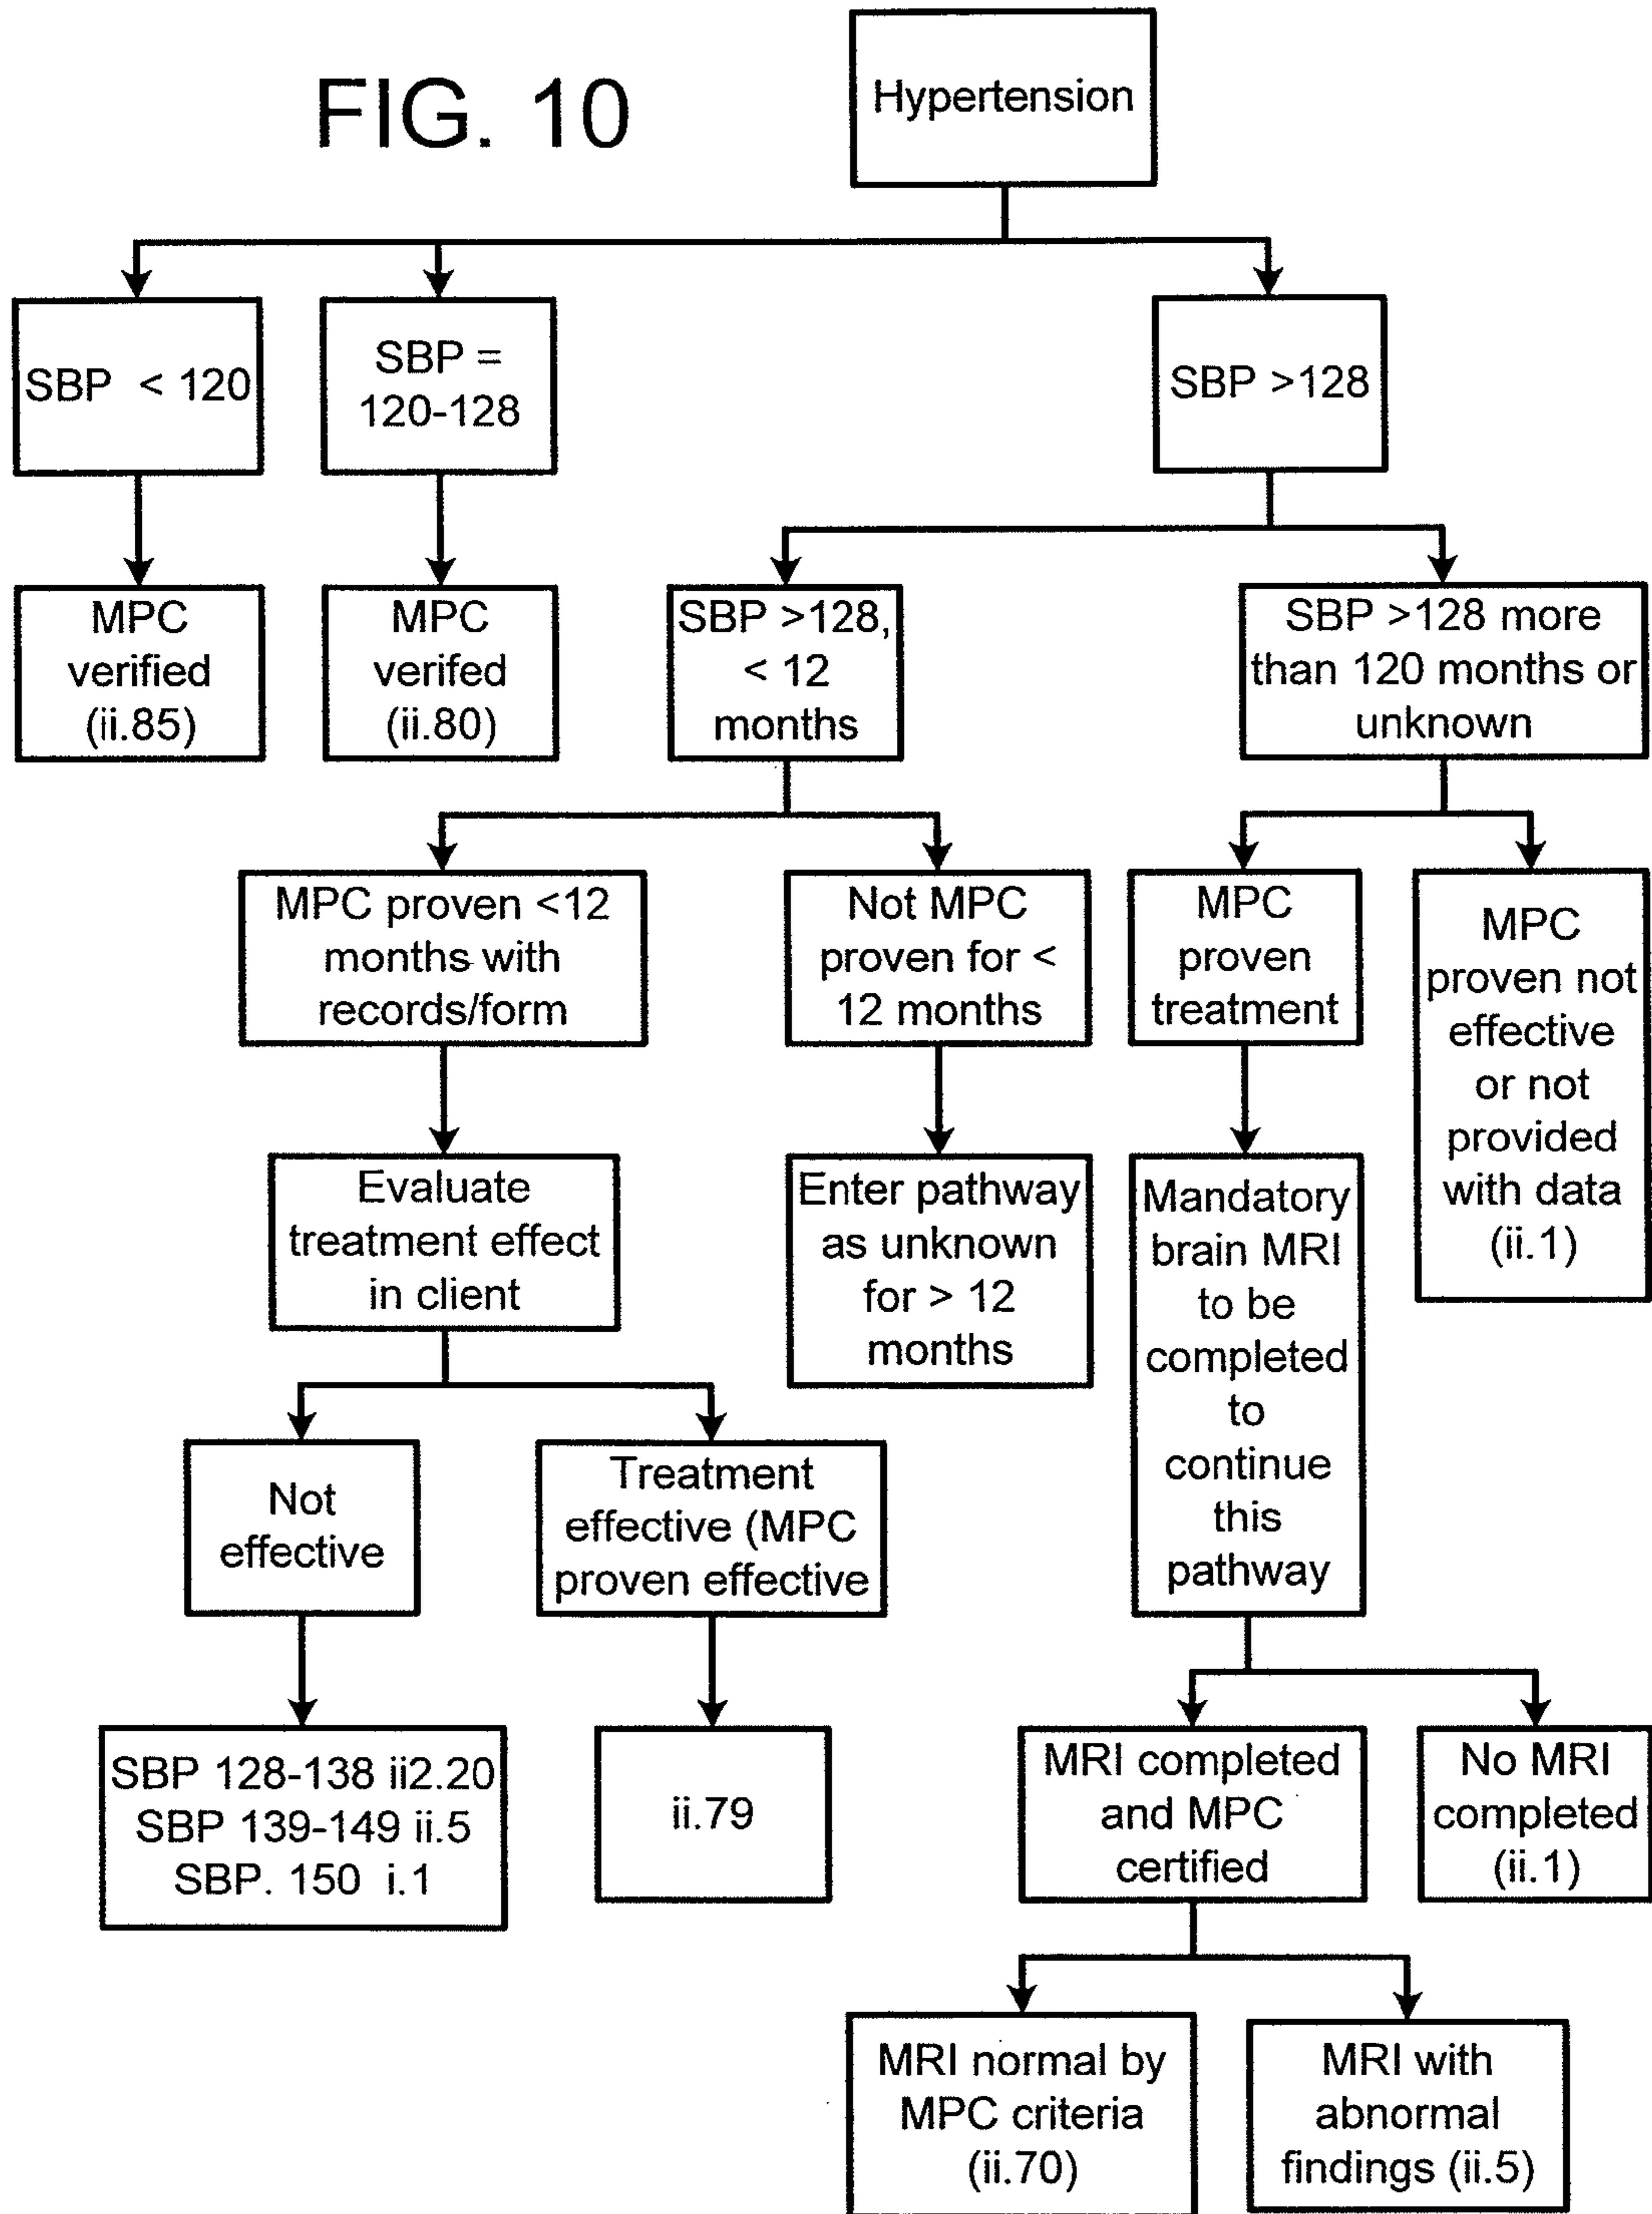 FIG. 10
Hypertension
SBP < 120
SBP =
120-128
SBP >128
MPC
verified
(ii.85)
MPC
verifed
(ii.80)
SBP >128,
< 12
months
SBP >128 more
than 120 months or
unknown
MPC proven <12
months with
records/form
Not MPC
proven for <
12 months
MPC
proven
treatment
MPC
proven not
effective
or not
provided
with data
(ii.1)
Evaluate
treatment effect
in client
Enter pathway
as unknown
for > 12
months
Mandatory
brain MRI
to be
completed
to
continue
this
pathway
Not
effective
Treatment
effective (MPC
proven effective
SBP 128-138 ii2.20
SBP 139-149 ii.5
SBP. 150 i.1
ii.79
MRI completed
and MPC
certified
No MRI
completed
(ii.1)
MRI normal by
MPC criteria
(ii.70)
MRI with
abnormal
findings (ii.5)